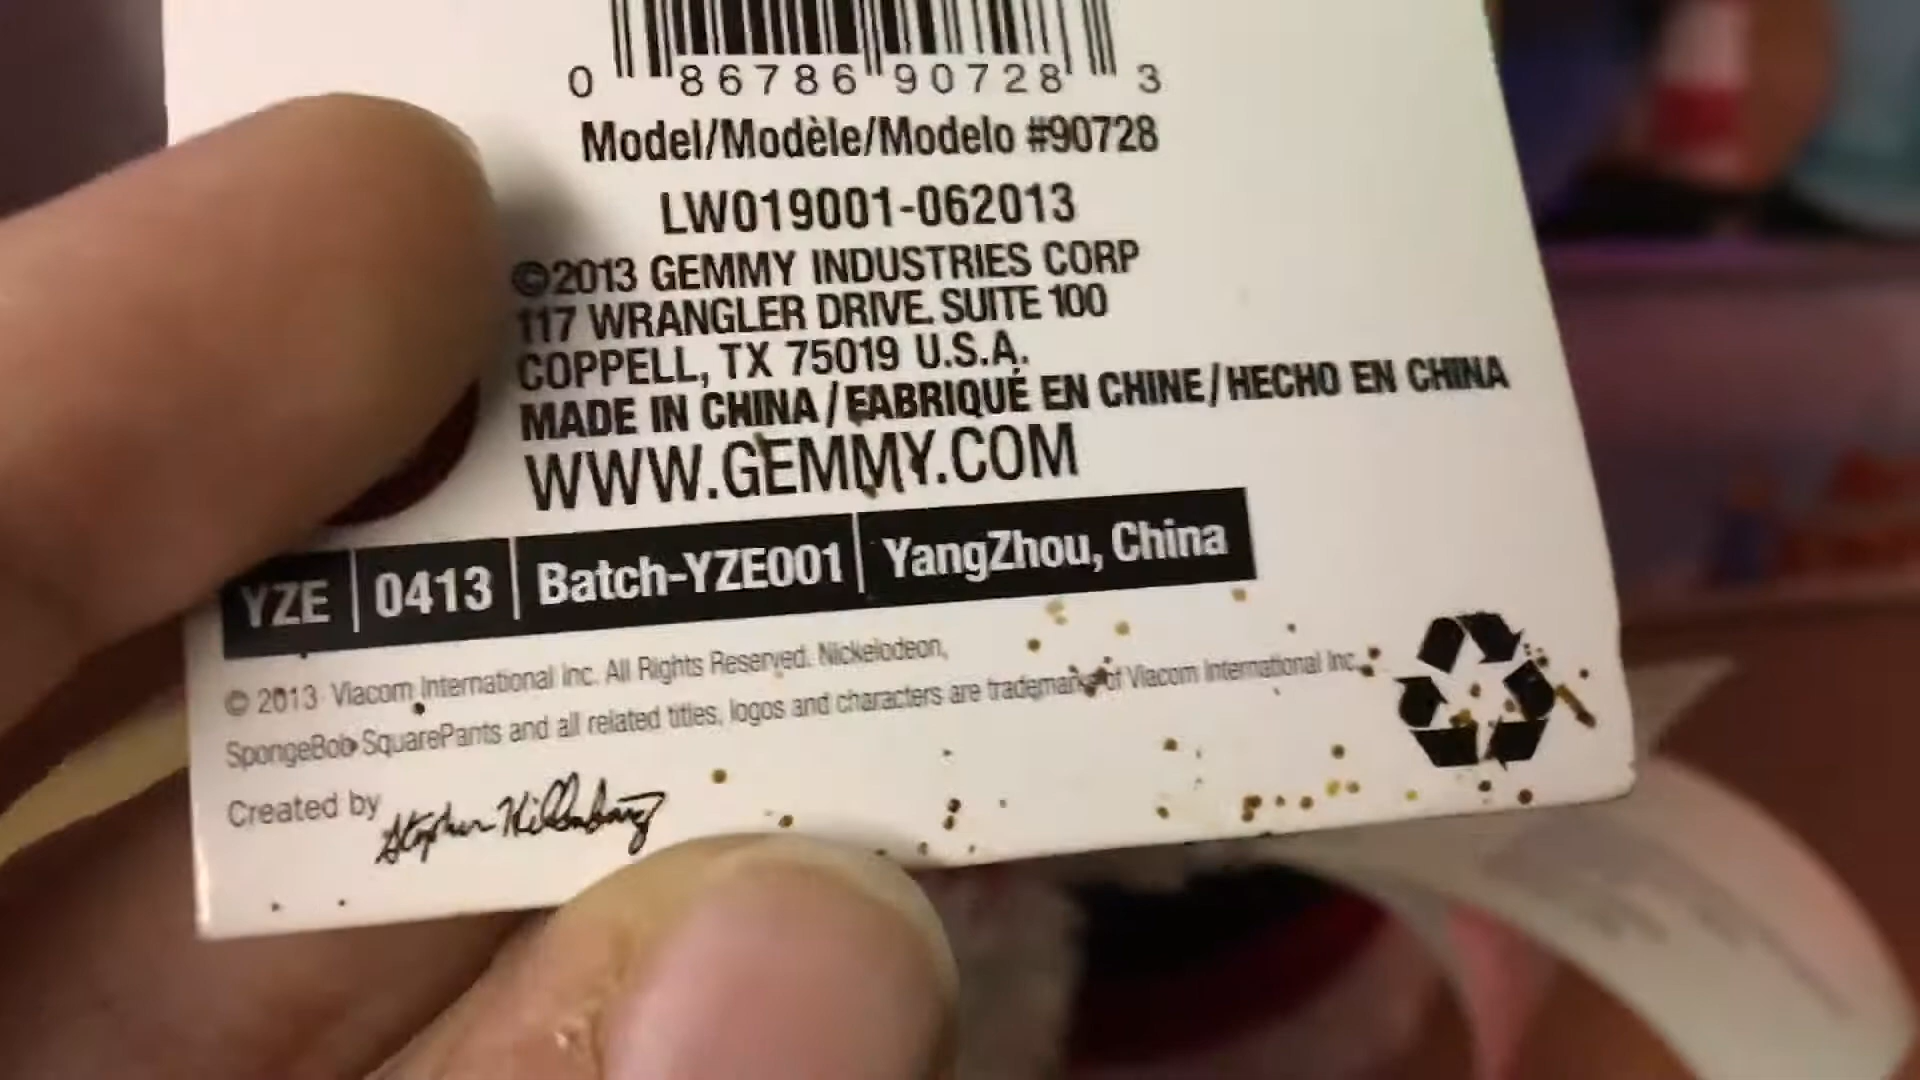 0 86786 90728 3
Model/Modèle/Modelo #90728
LW019001-062013
©2013 GEMMY INDUSTRIES CORP
117 WRANGLER DRIVE. SUITE 100
COPPELL, TX 75019 U.S.A.
MADE IN CHINA/FABRIQUÉ EN CHINE/HECHO EN CHINA
WWW.GEMMY.COM
YZE | 0413 | Batch-YZE001 | YangZhou, China
© 2013 Viacom International Inc. All Rights Reserved. Nickelodeon,
SpongeBob SquarePants and all related titles, logos and characters are trademarks of Viacom International Inc.
Created by Stephen Hillenburg